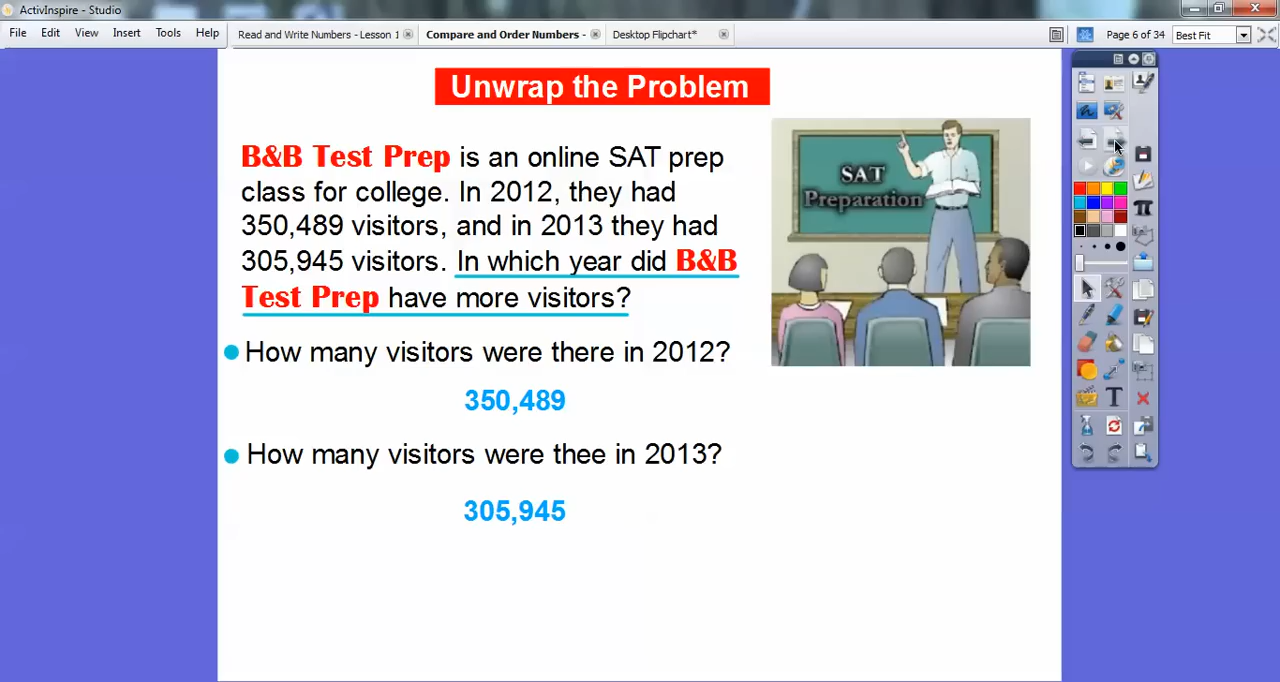 ActivInspire - Studio
File Edit View Insert Tools Help
Read and Write Numbers - Lesson 1 Compare and Order Numbers - Desktop Flipchart*
Page 6 of 34 Best Fit
Unwrap the Problem
B&B Test Prep is an online SAT prep
class for college. In 2012, they had
350,489 visitors, and in 2013 they had
305,945 visitors. In which year did B&B
Test Prep have more visitors?
SAT
Preparation
How many visitors were there in 2012?
350,489
How many visitors were thee in 2013?
305,945